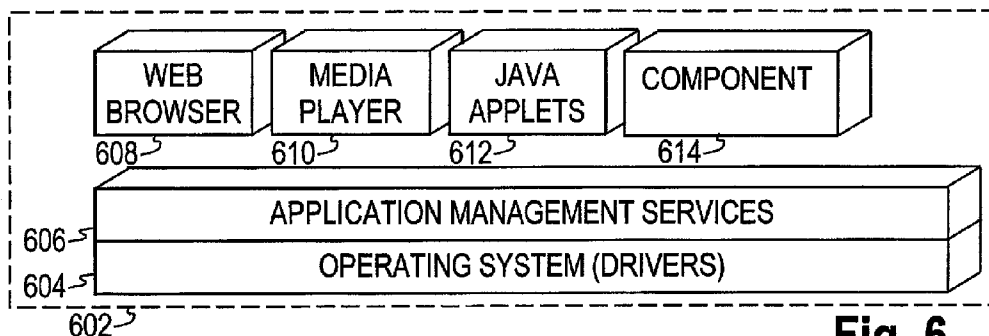 WEB
BROWSER
MEDIA
PLAYER
JAVA
APPLETS
COMPONENT
608
610
612
614
APPLICATION MANAGEMENT SERVICES
606
OPERATING SYSTEM (DRIVERS)
604
602
Fig. 6